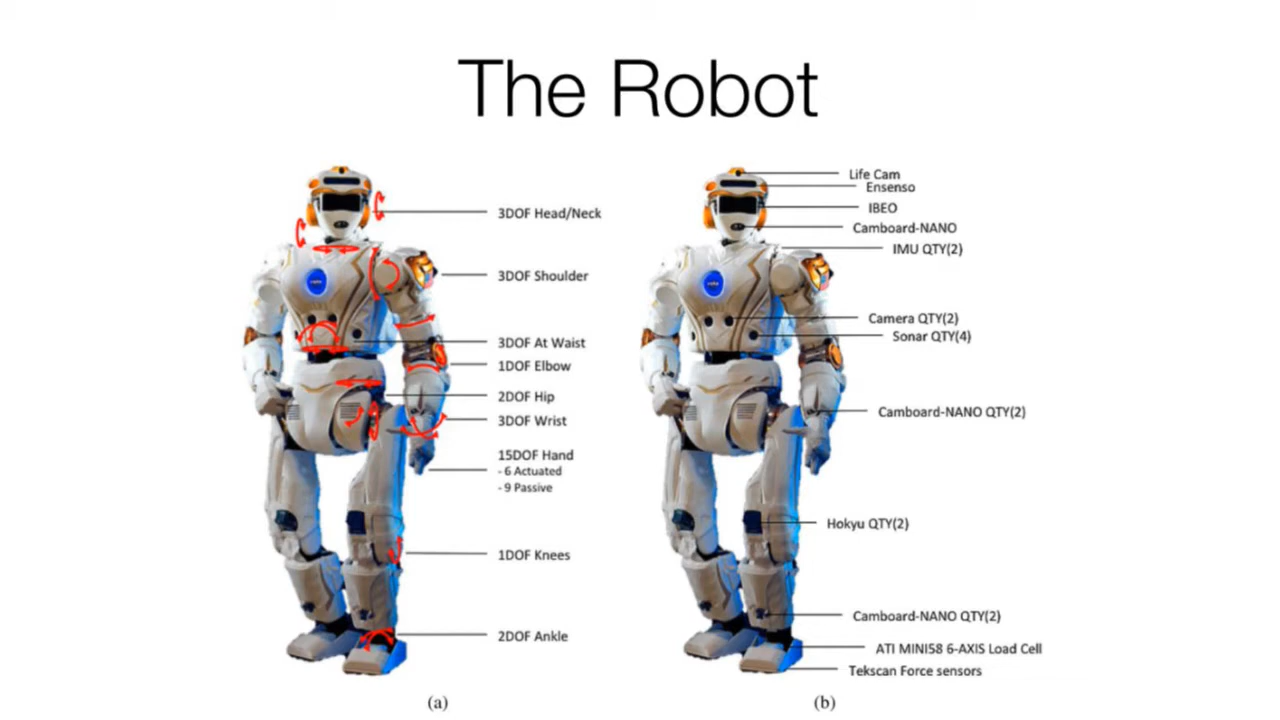 The Robot
3DOF Head/Neck
3DOF Shoulder
3DOF At Waist
1DOF Elbow
2DOF Hip
3DOF Wrist
15DOF Hand
- 6 Actuated
- 9 Passive
1DOF Knees
2DOF Ankle
(a)
Life Cam
Ensenso
IBEO
Camboard-NANO
IMU QTY(2)
Camera QTY(2)
Sonar QTY(4)
Camboard-NANO QTY(2)
Hokyu QTY(2)
Camboard-NANO QTY(2)
ATI MINI58 6-AXIS Load Cell
Tekscan Force sensors
(b)